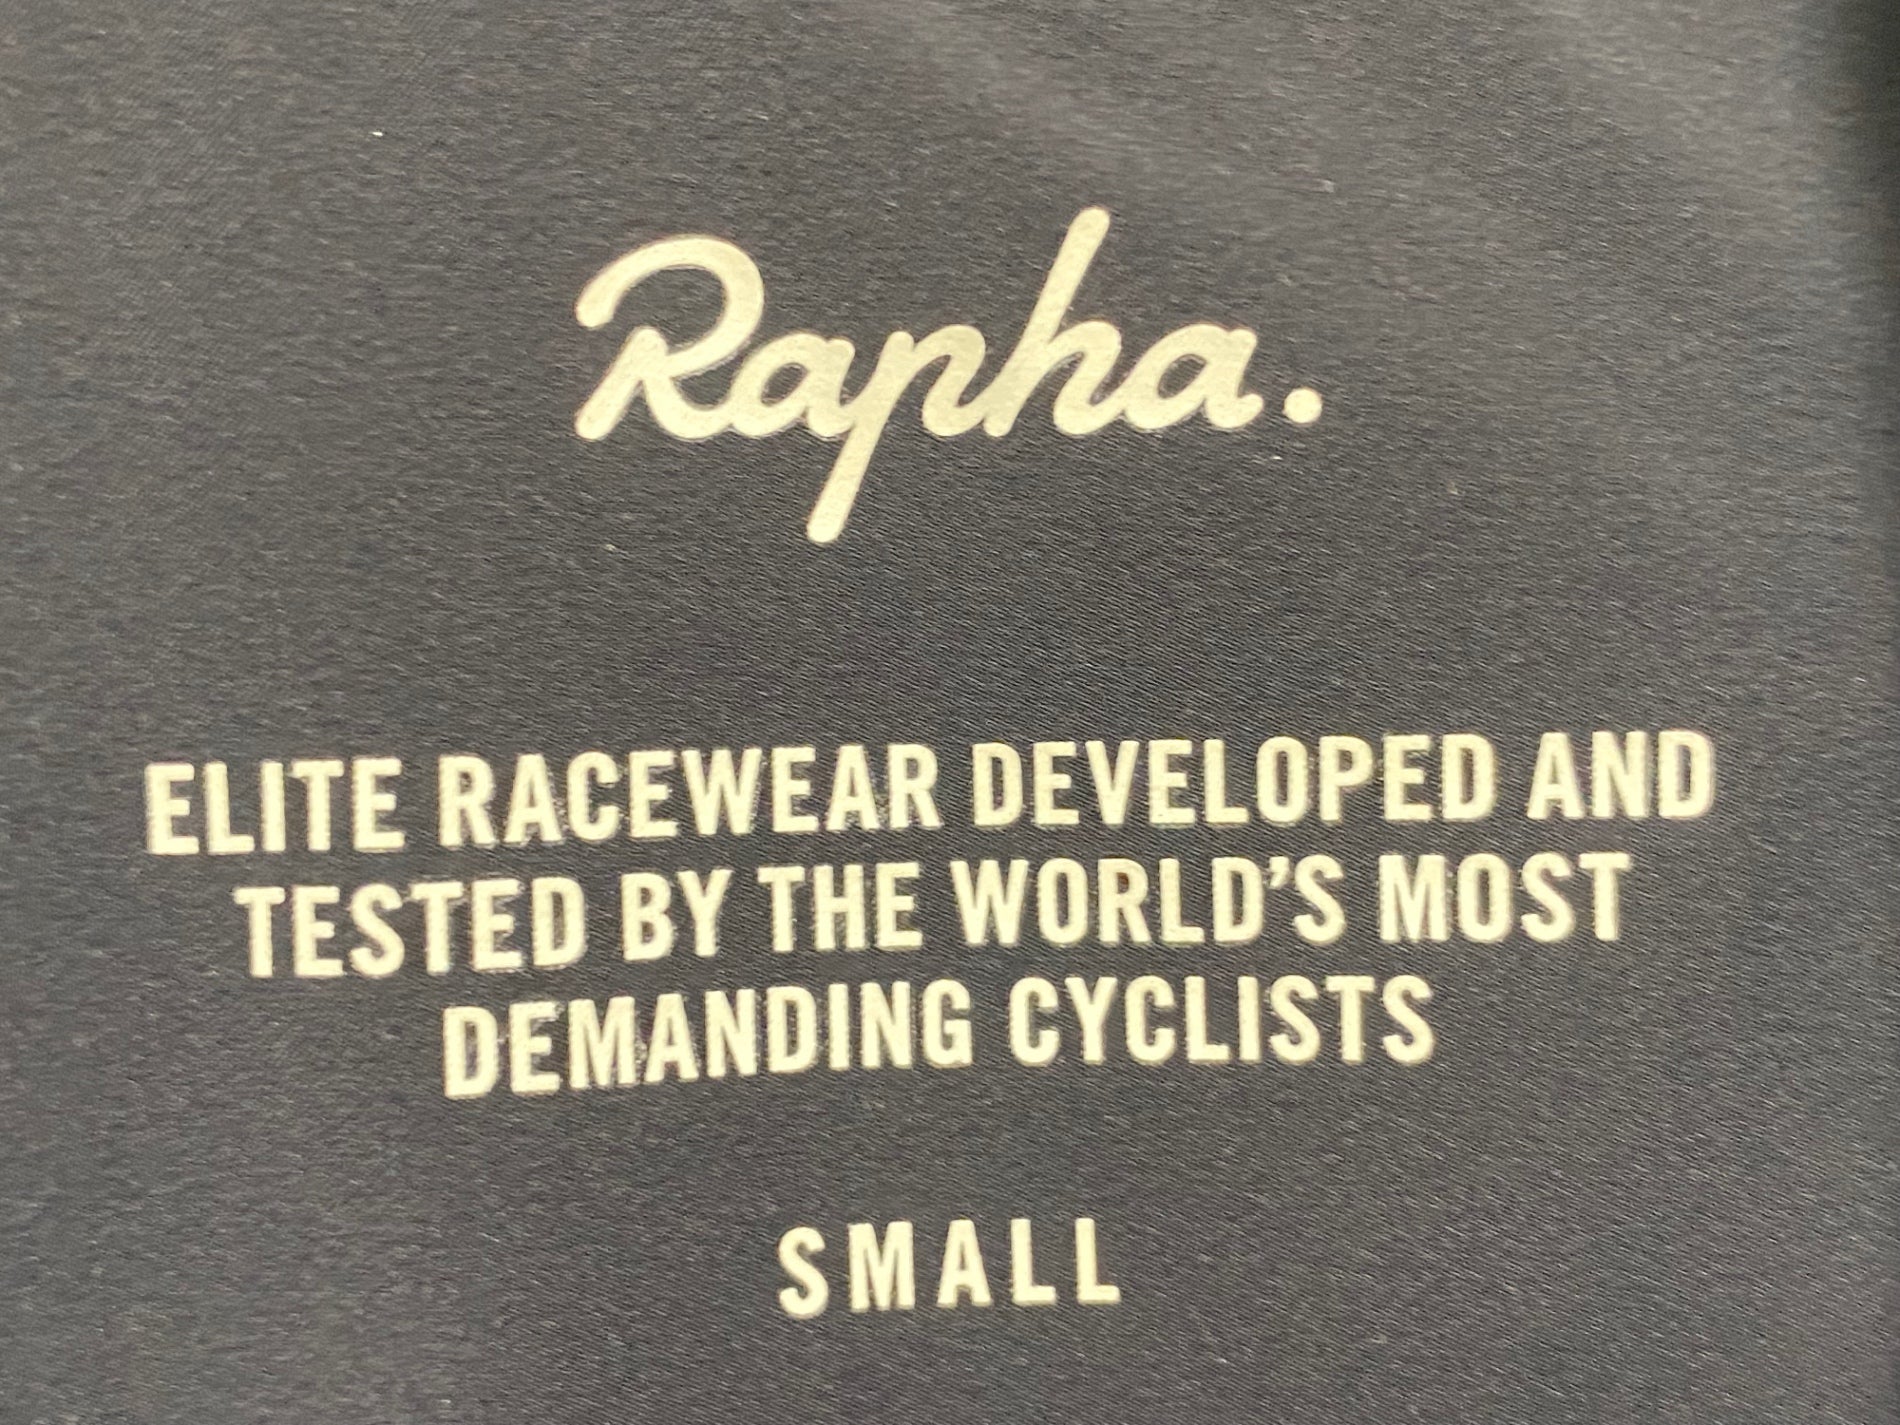 Rapha.
ELITE RACEWEAR DEVELOPED AND
TESTED BY THE WORLD’S MOST
DEMANDING CYCLISTS
SMALL